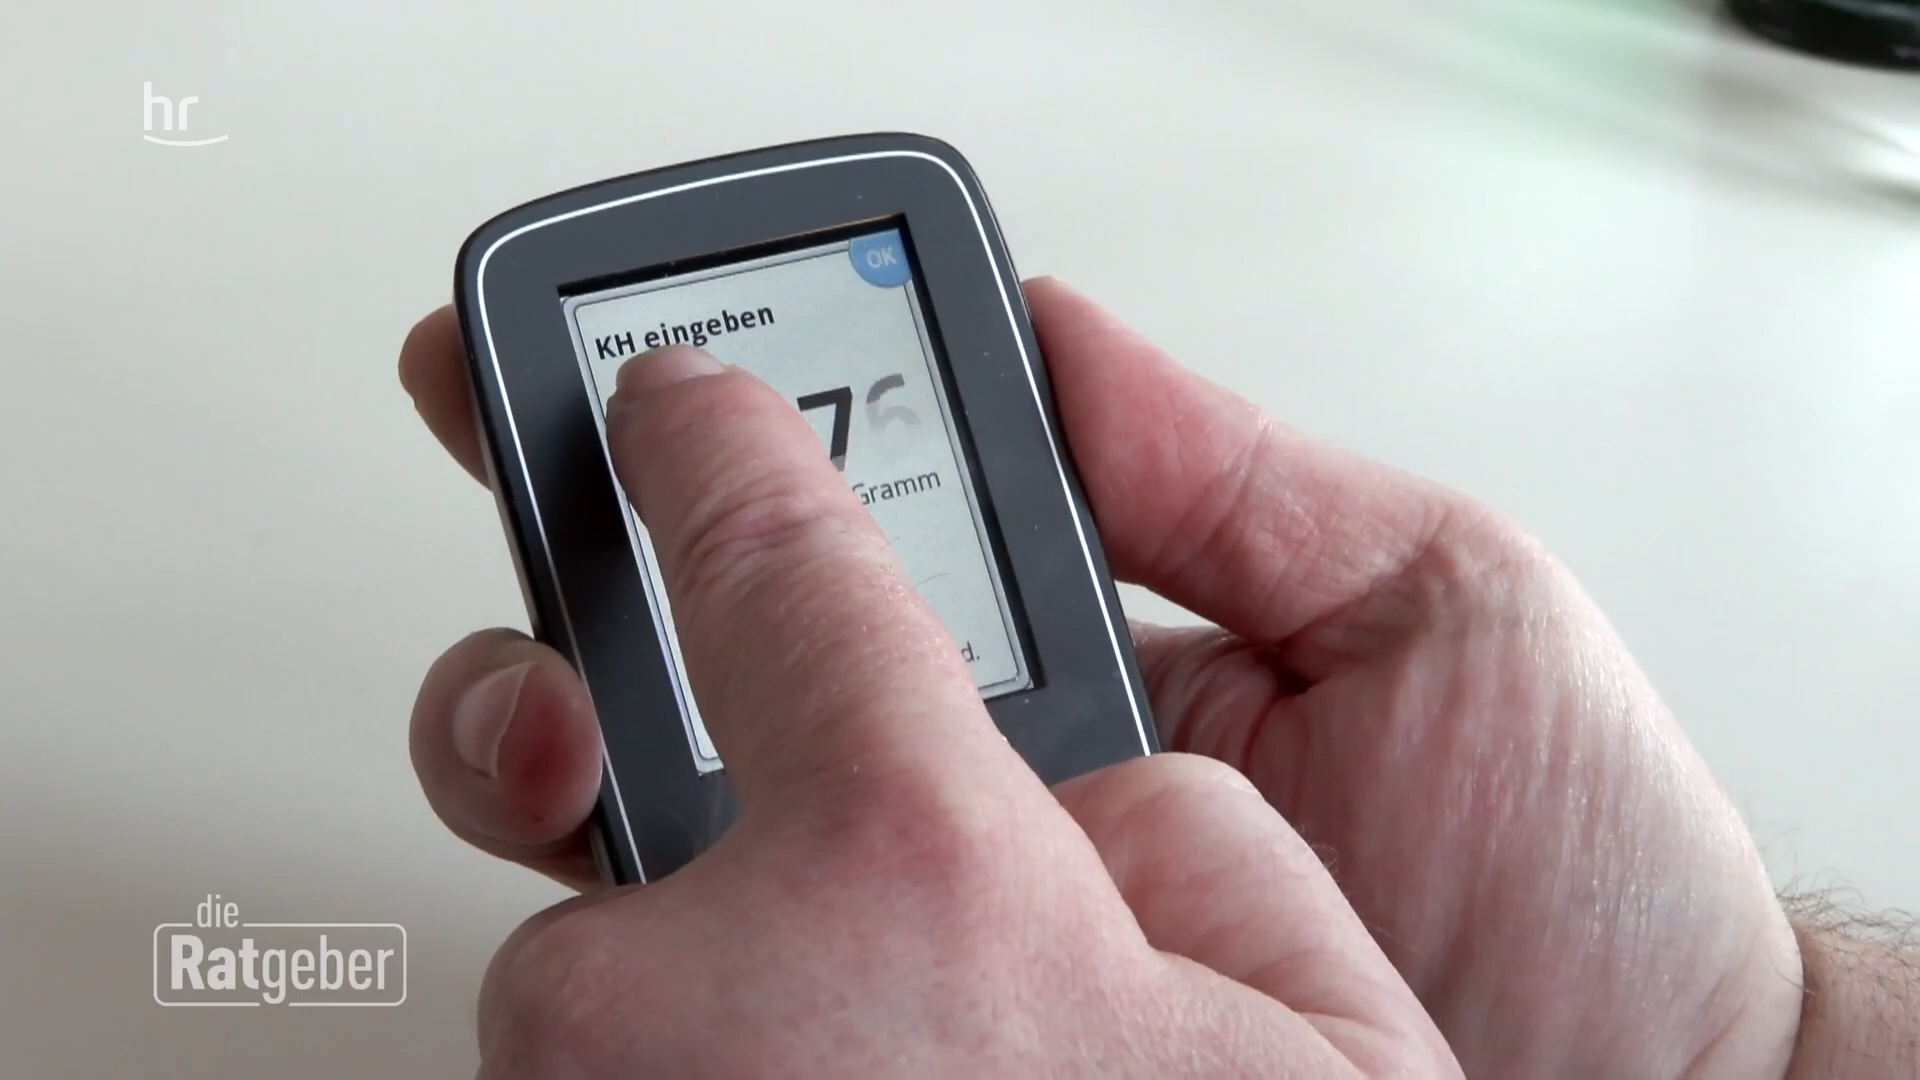 hr
OK
KH eingeben
7
Gramm
d.
die
Ratgeber